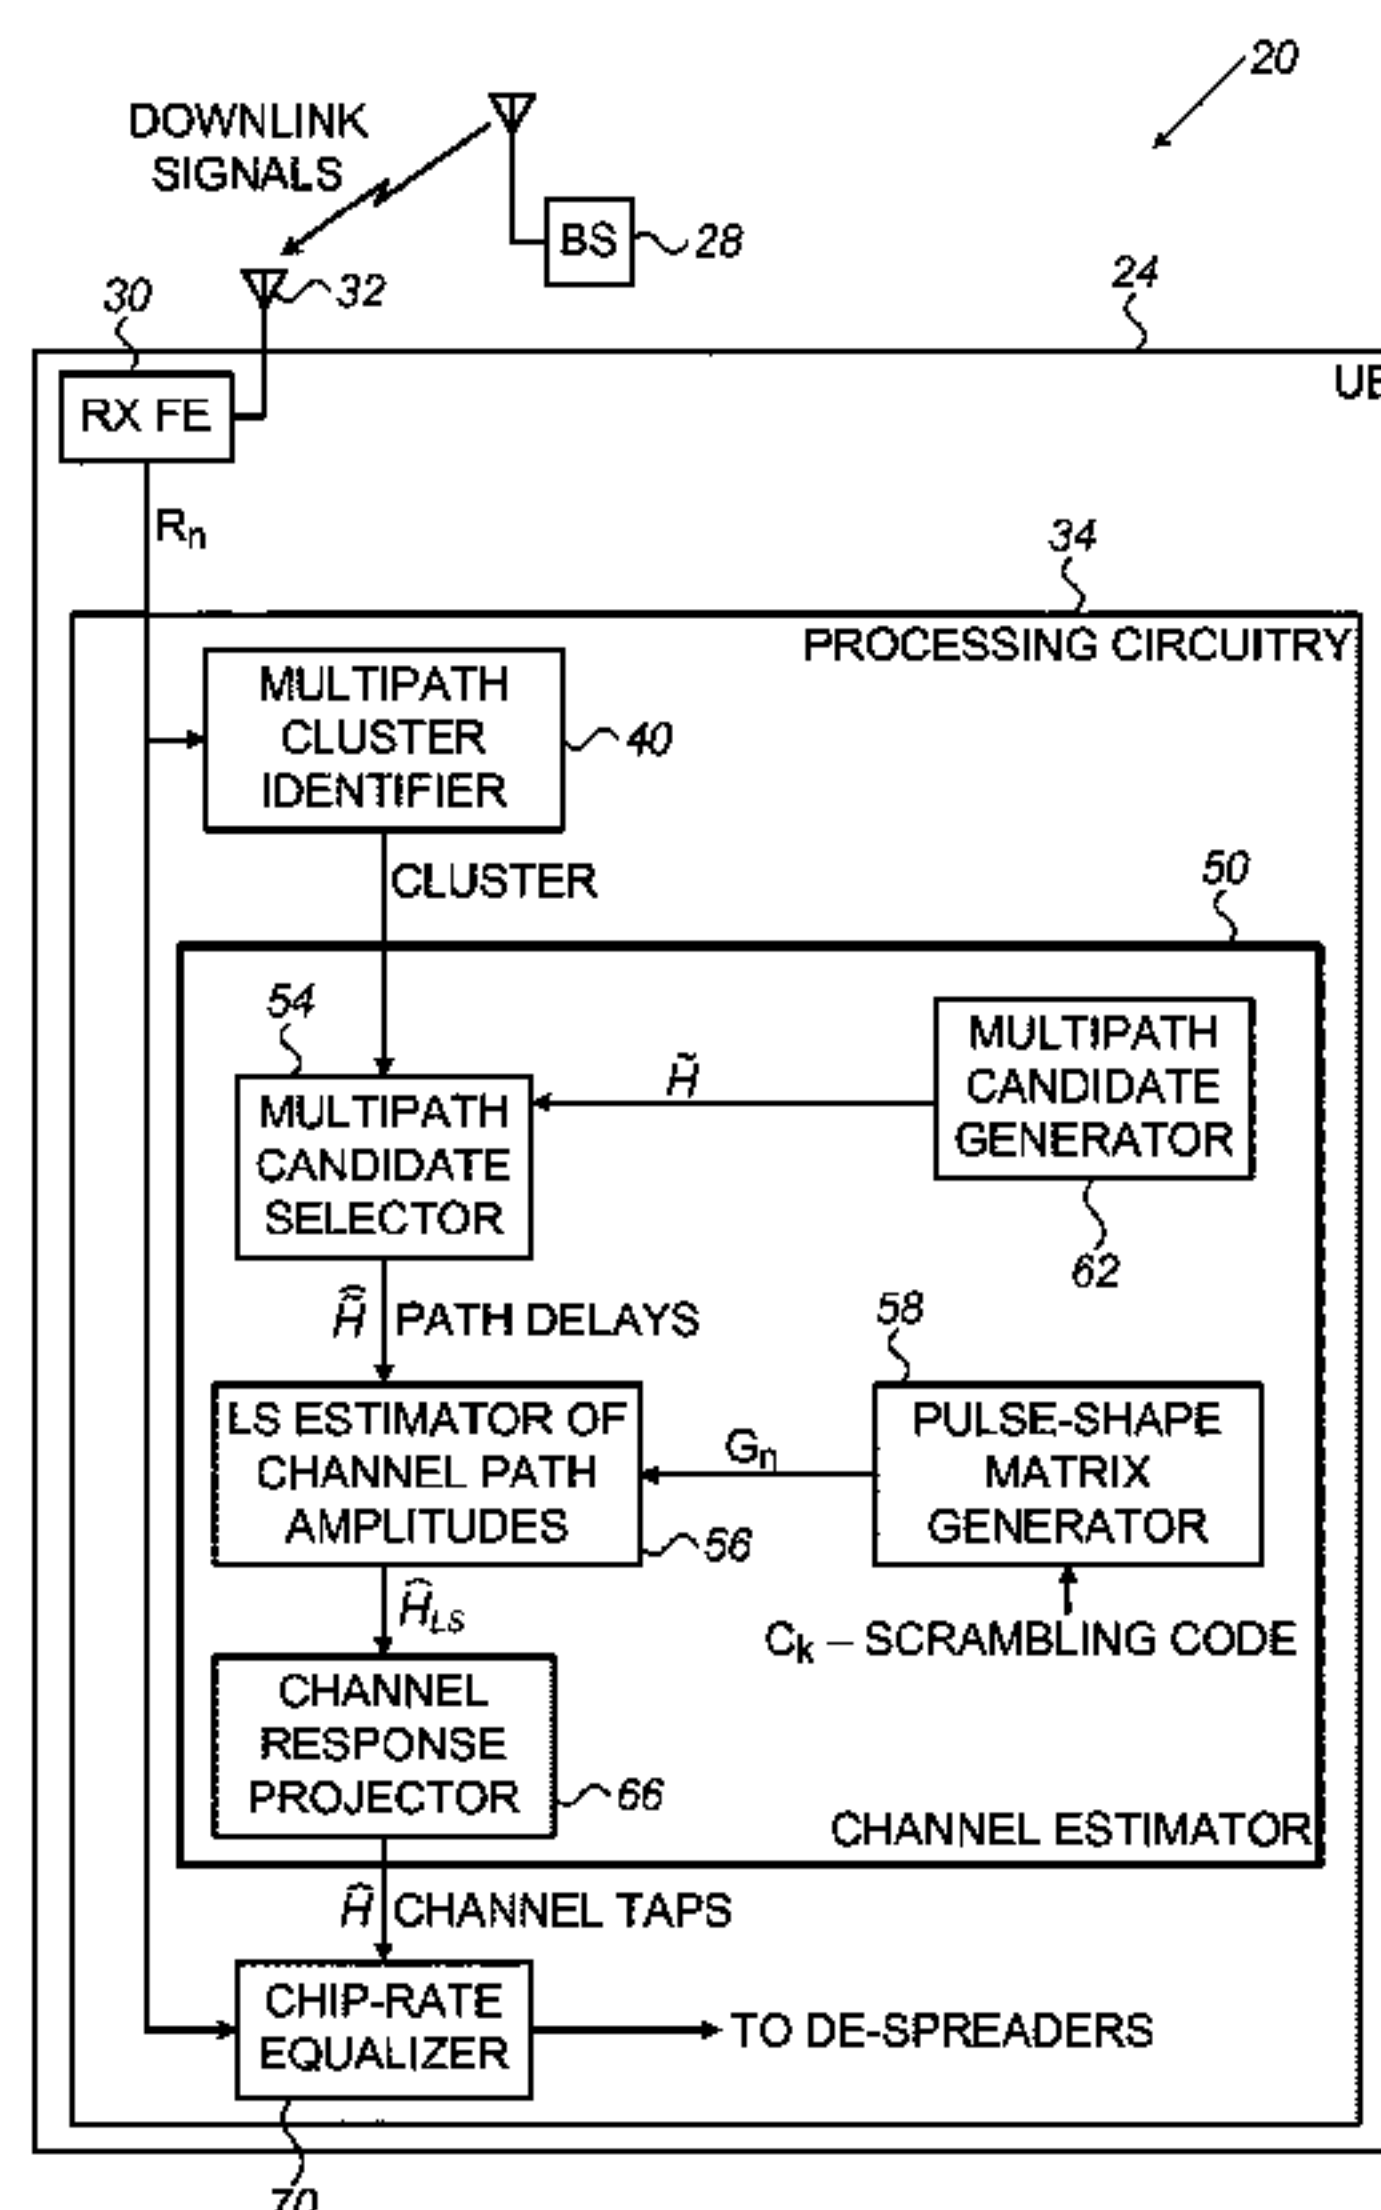 20
DOWNLINK
SIGNALS
BS
28
32
30
24
RX FE
UE
Rn
34
PROCESSING CIRCUITRY
MULTIPATH
CLUSTER
IDENTIFIER
40
CLUSTER
50
54
MULTIPATH
CANDIDATE
GENERATOR
H̃
MULTIPATH
CANDIDATE
SELECTOR
62
58
H̃̂ PATH DELAYS
LS ESTIMATOR OF
CHANNEL PATH
AMPLITUDES
Gn
PULSE-SHAPE
MATRIX
GENERATOR
56
ĤLS
Ck – SCRAMBLING CODE
CHANNEL
RESPONSE
PROJECTOR
66
CHANNEL ESTIMATOR
Ĥ CHANNEL TAPS
CHIP-RATE
EQUALIZER
TO DE-SPREADERS
70